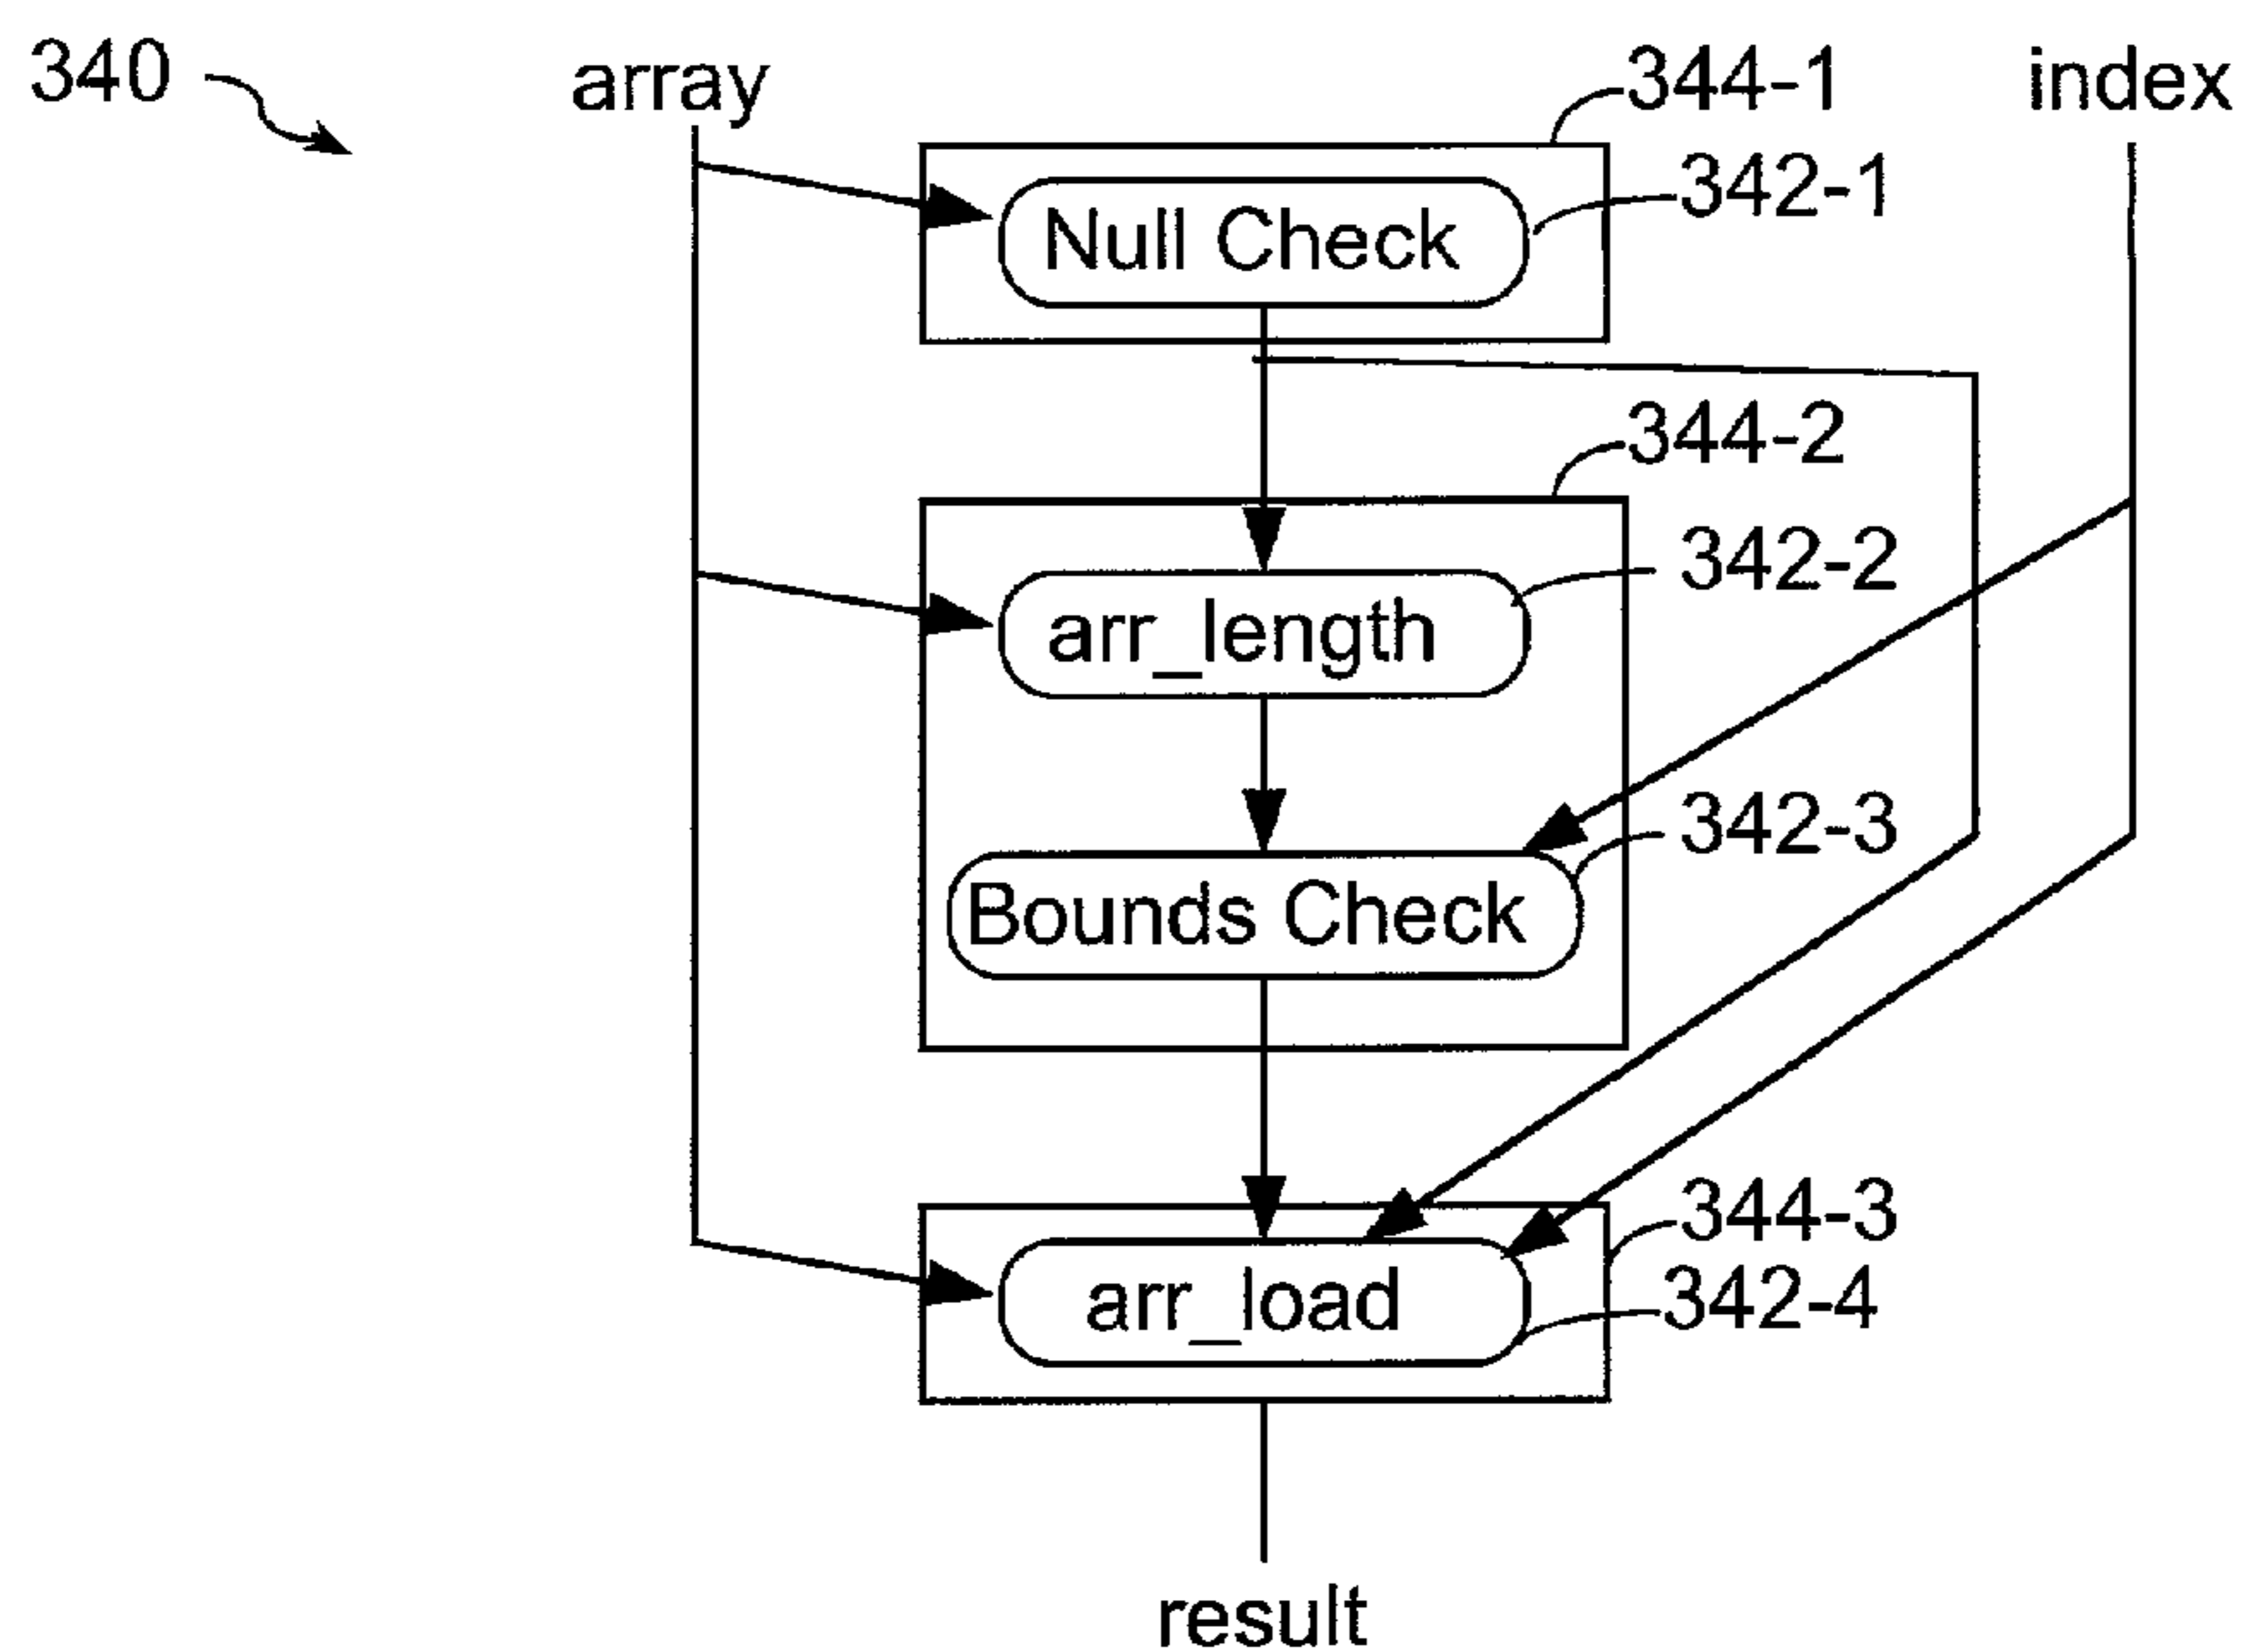 340
array
344-1
index
342-1
Null Check
344-2
342-2
arr_length
342-3
Bounds Check
344-3
342-4
arr_load
result